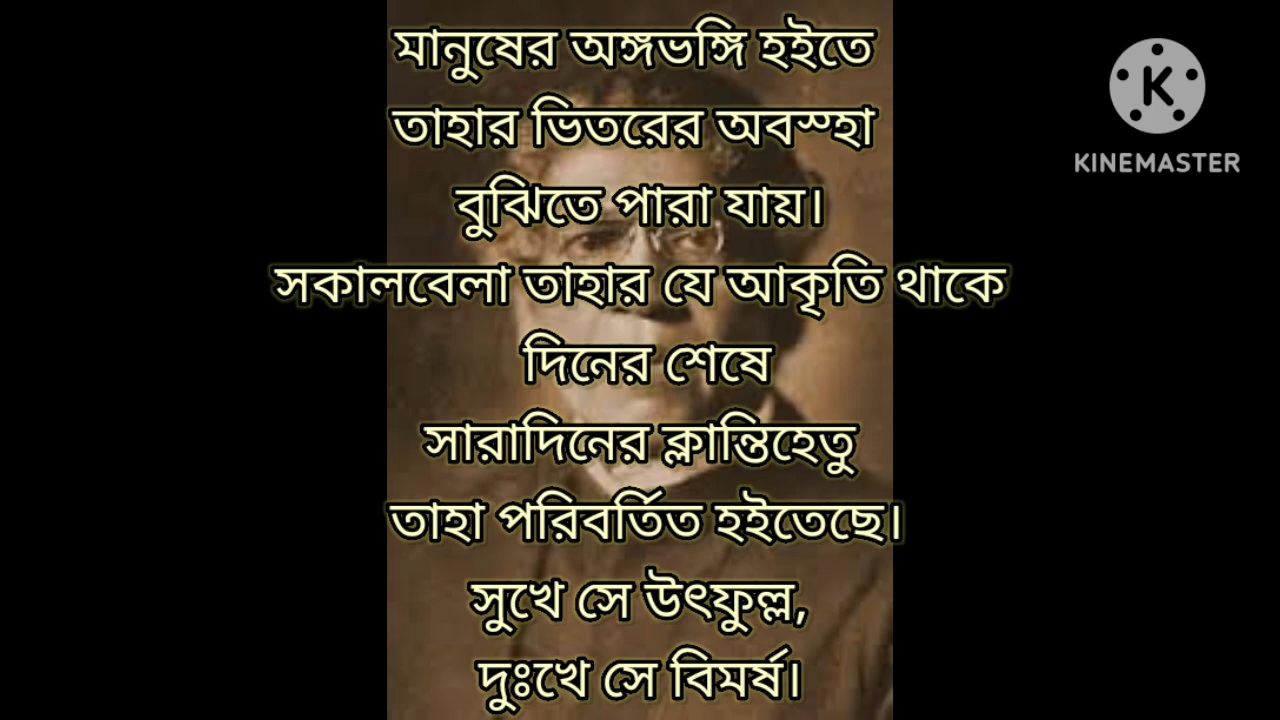 মানুষের অঙ্গভঙ্গি হইতে
তাহার ভিতরের অবস্হা
বুঝিতে পারা যায়।
সকালবেলা তাহার যে আকৃতি থাকে
দিনের শেষে
সারাদিনের ক্লান্তিহেতু
তাহা পরিবর্তিত হইতেছে।
সুখে সে উৎফুল্ল,
দুঃখে সে বিমর্ষ।
K
KINEMASTER